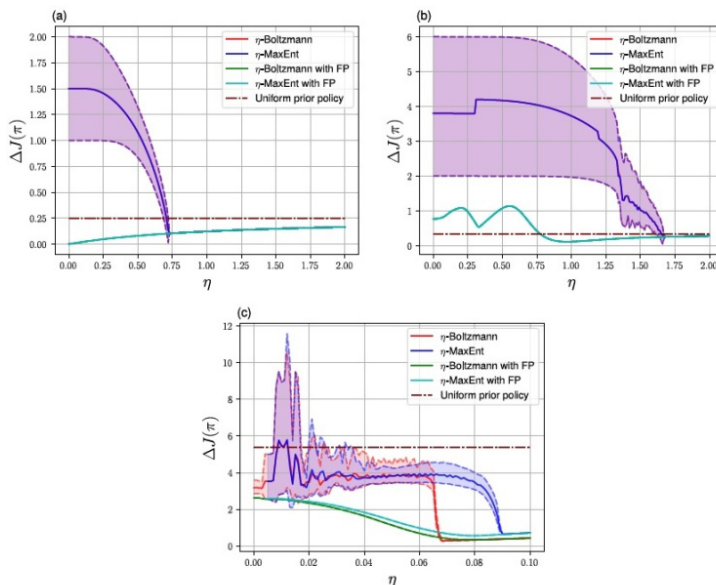 (a)
2.00
1.75
1.50
1.25
1.00
0.75
0.50
0.25
0.00
ΔJ(π)
η-Boltzmann
η-MaxEnt
η-Boltzmann with FP
η-MaxEnt with FP
Uniform prior policy
0.00 0.25 0.50 0.75 1.00 1.25 1.50 1.75 2.00
η
(b)
6
5
4
3
2
1
0
ΔJ(π)
η-Boltzmann
η-MaxEnt
η-Boltzmann with FP
η-MaxEnt with FP
Uniform prior policy
0.00 0.25 0.50 0.75 1.00 1.25 1.50 1.75 2.00
η
(c)
12
10
8
6
4
2
0
ΔJ(π)
η-Boltzmann
η-MaxEnt
η-Boltzmann with FP
η-MaxEnt with FP
Uniform prior policy
0.00 0.02 0.04 0.06 0.08 0.10
η